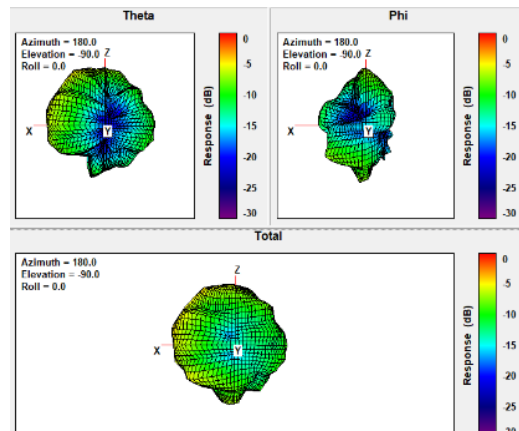 Theta
Azimuth = 180.0
Elevation = -90.0
Roll = 0.0
Z
X
Y
0
-5
-10
-15
-20
-25
-30
Response (dB)
Phi
Azimuth = 180.0
Elevation = -90.0
Roll = 0.0
Z
X
Y
0
-5
-10
-15
-20
-25
-30
Response (dB)
Total
Azimuth = 180.0
Elevation = -90.0
Roll = 0.0
Z
X
Y
0
-5
-10
-15
-20
-25
-30
Response (dB)